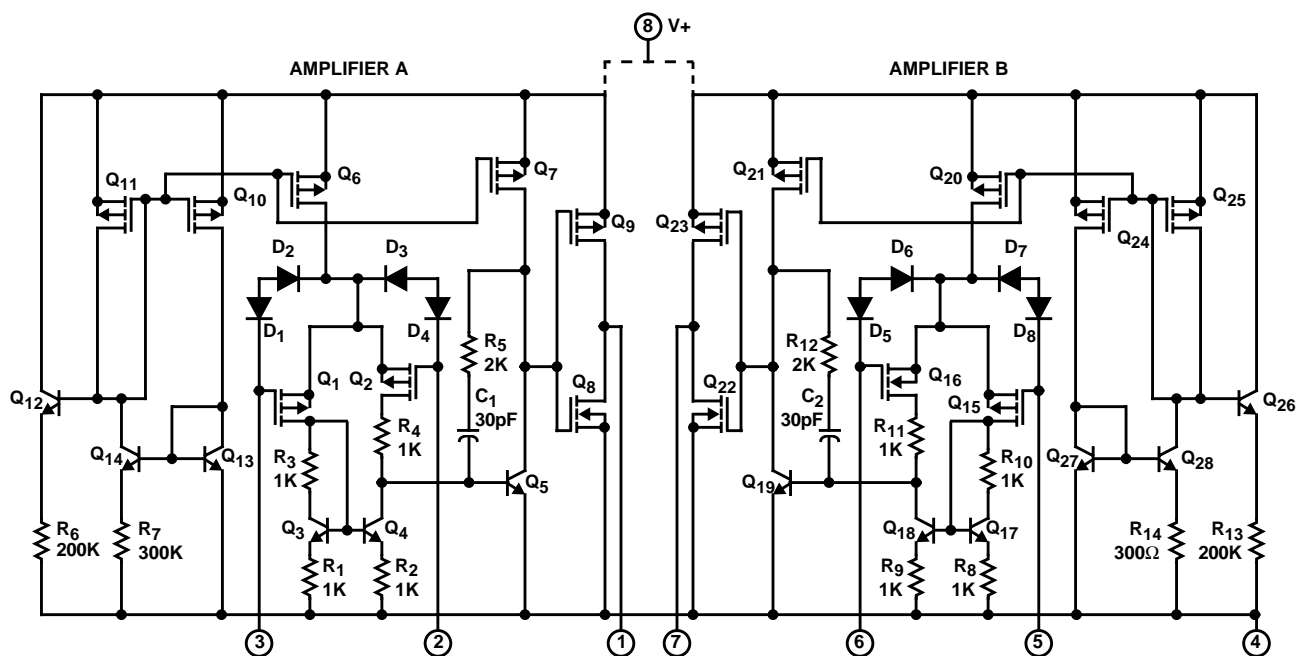 8 V+
AMPLIFIER A
AMPLIFIER B
Q11
Q10
Q6
Q7
Q9
Q21
Q23
Q20
Q24
Q25
D2
D3
D1
D4
D6
D7
D5
D8
Q12
Q1
Q2
R5
2K
C1
30pF
Q8
Q22
R12
2K
C2
30pF
Q16
Q15
Q26
R4
1K
R3
1K
R11
1K
R10
1K
Q14
Q13
Q5
Q19
Q27
Q28
Q3
Q4
Q18
Q17
R6
200K
R7
300K
R1
1K
R2
1K
R9
1K
R8
1K
R14
300Ω
R13
200K
3
2
1
7
6
5
4